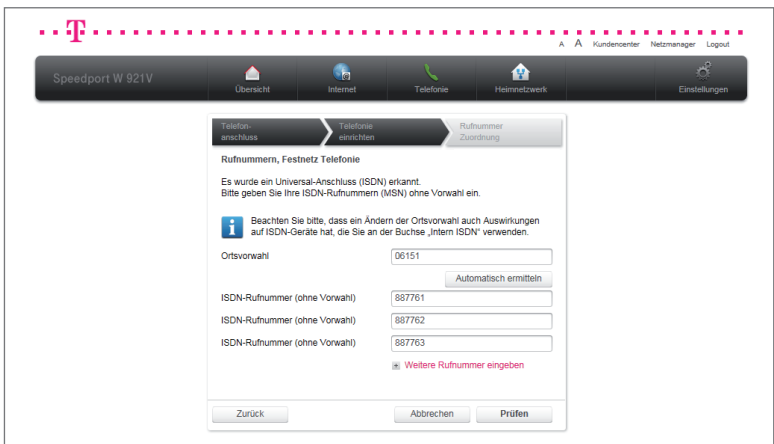 T
A A Kundencenter Netzmanager Logout
Speedport W 921V
Übersicht Internet Telefonie Heimnetzwerk Einstellungen
Telefon-
anschluss
Telefonie
einrichten
Rufnummer
Zuordnung
Rufnummern, Festnetz Telefonie
Es wurde ein Universal-Anschluss (ISDN) erkannt.
Bitte geben Sie Ihre ISDN-Rufnummern (MSN) ohne Vorwahl ein.
i
Beachten Sie bitte, dass ein Ändern der Ortsvorwahl auch Auswirkungen
auf ISDN-Geräte hat, die Sie an der Buchse „Intern ISDN“ verwenden.
Ortsvorwahl 06151
Automatisch ermitteln
ISDN-Rufnummer (ohne Vorwahl) 887761
ISDN-Rufnummer (ohne Vorwahl) 887762
ISDN-Rufnummer (ohne Vorwahl) 887763
+ Weitere Rufnummer eingeben
Zurück Abbrechen Prüfen